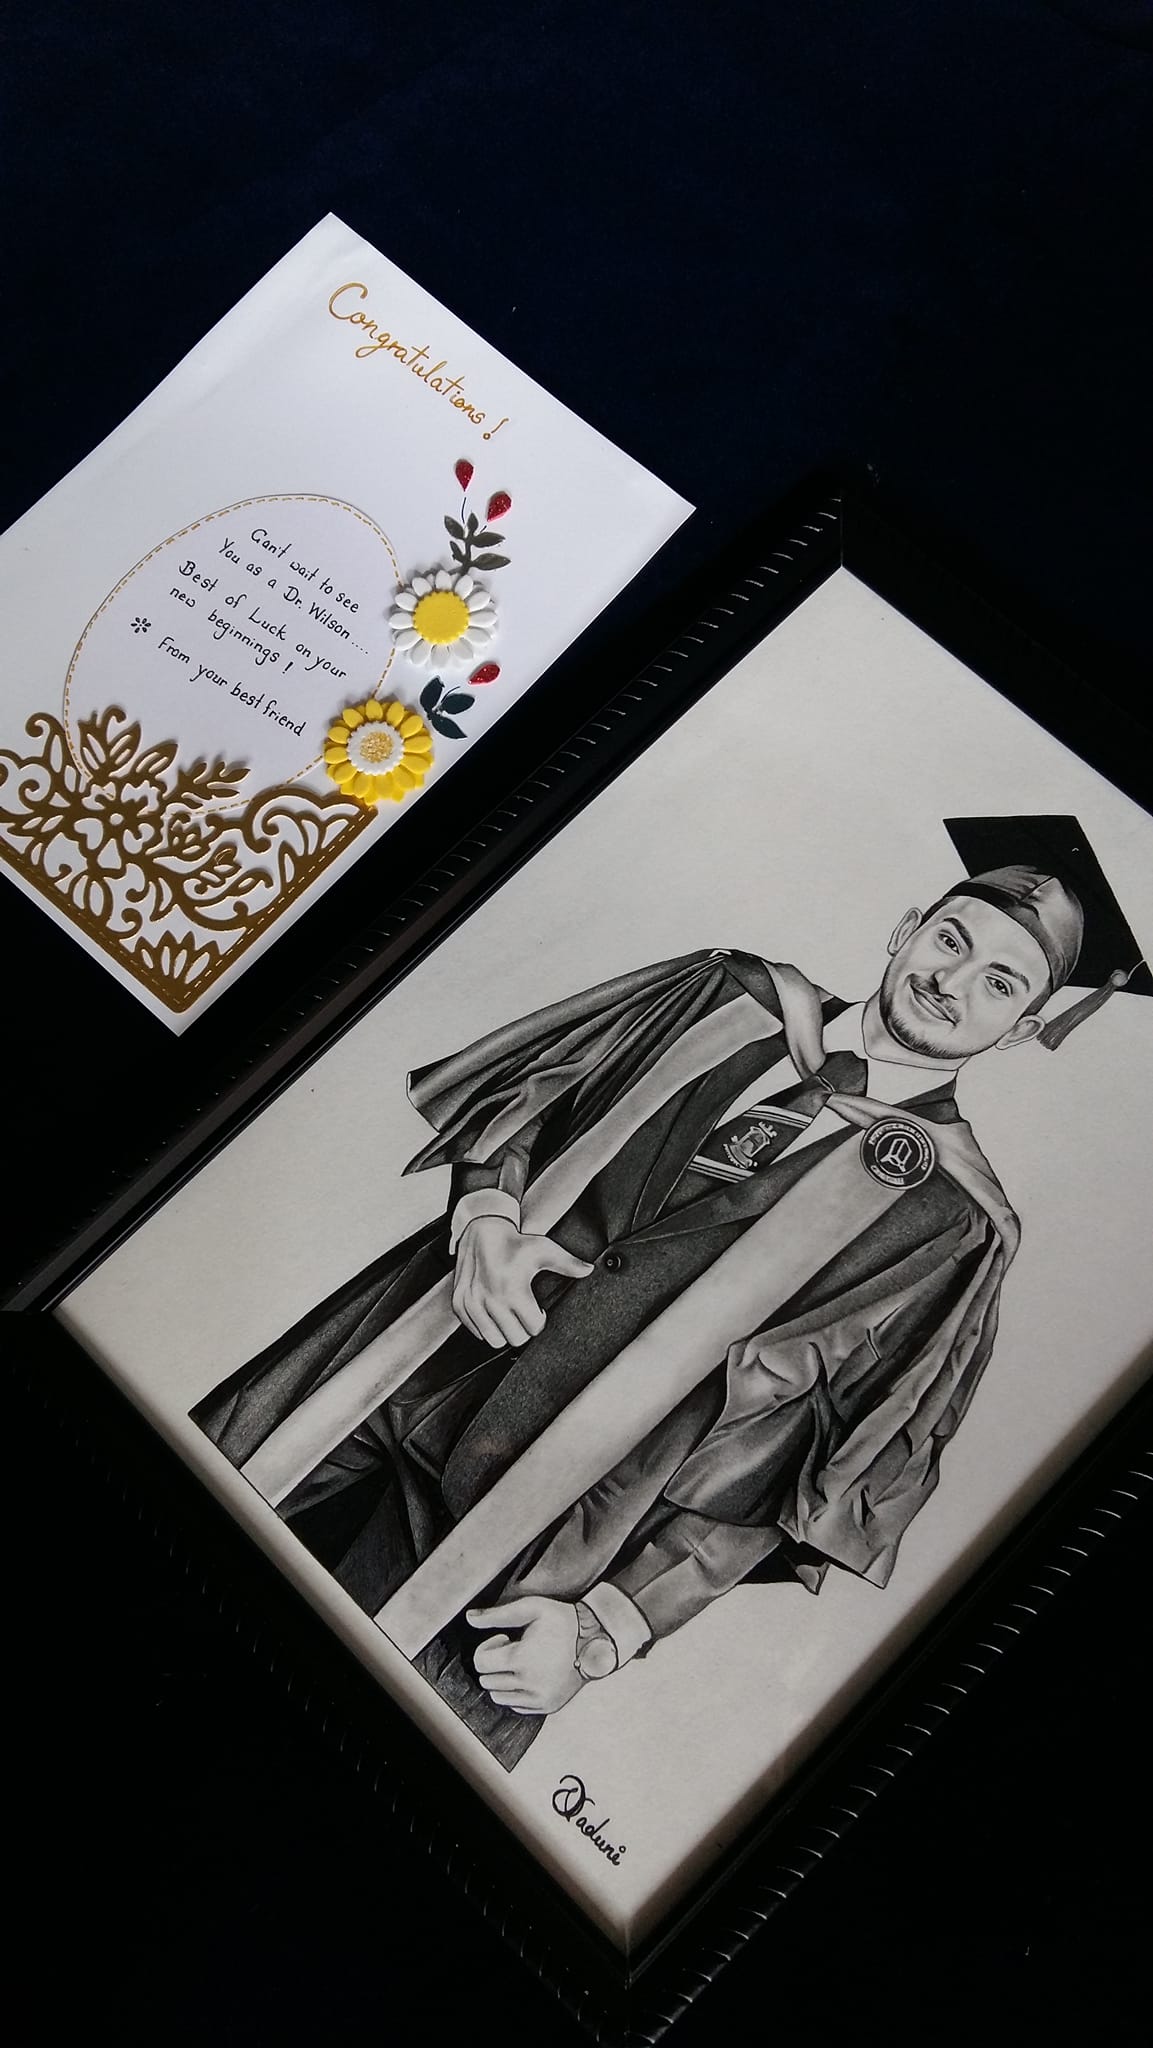 Congratulations!
Can't wait to see
You as a Dr. Wilson....
Best of Luck on your
new beginnings!
From your best friend
aduni